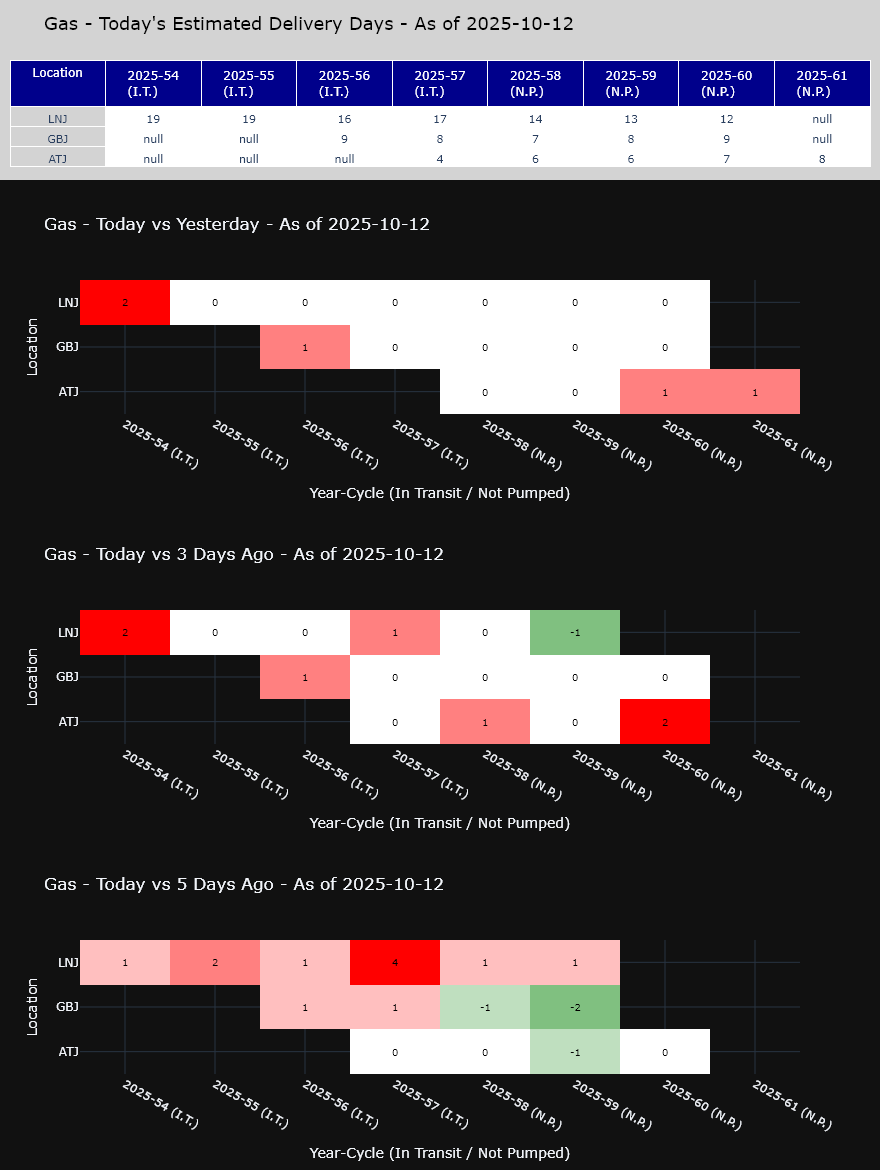 Gas - Today's Estimated Delivery Days - As of 2025-10-12
Location 2025-54 (I.T.) 2025-55 (I.T.) 2025-56 (I.T.) 2025-57 (I.T.) 2025-58 (N.P.) 2025-59 (N.P.) 2025-60 (N.P.) 2025-61 (N.P.)
LNJ 19 19 16 17 14 13 12 null
GBJ null null 9 8 7 8 9 null
ATJ null null null 4 6 6 7 8
Gas - Today vs Yesterday - As of 2025-10-12
Location
LNJ 2 0 0 0 0 0 0
GBJ 1 0 0 0 0
ATJ 0 0 1 1
2025-54 (I.T.) 2025-55 (I.T.) 2025-56 (I.T.) 2025-57 (I.T.) 2025-58 (N.P.) 2025-59 (N.P.) 2025-60 (N.P.) 2025-61 (N.P.)
Year-Cycle (In Transit / Not Pumped)
Gas - Today vs 3 Days Ago - As of 2025-10-12
Location
LNJ 2 0 0 1 0 -1
GBJ 1 0 0 0 0
ATJ 0 1 0 2
2025-54 (I.T.) 2025-55 (I.T.) 2025-56 (I.T.) 2025-57 (I.T.) 2025-58 (N.P.) 2025-59 (N.P.) 2025-60 (N.P.) 2025-61 (N.P.)
Year-Cycle (In Transit / Not Pumped)
Gas - Today vs 5 Days Ago - As of 2025-10-12
Location
LNJ 1 2 1 4 1 1
GBJ 1 1 -1 -2
ATJ 0 0 -1 0
2025-54 (I.T.) 2025-55 (I.T.) 2025-56 (I.T.) 2025-57 (I.T.) 2025-58 (N.P.) 2025-59 (N.P.) 2025-60 (N.P.) 2025-61 (N.P.)
Year-Cycle (In Transit / Not Pumped)